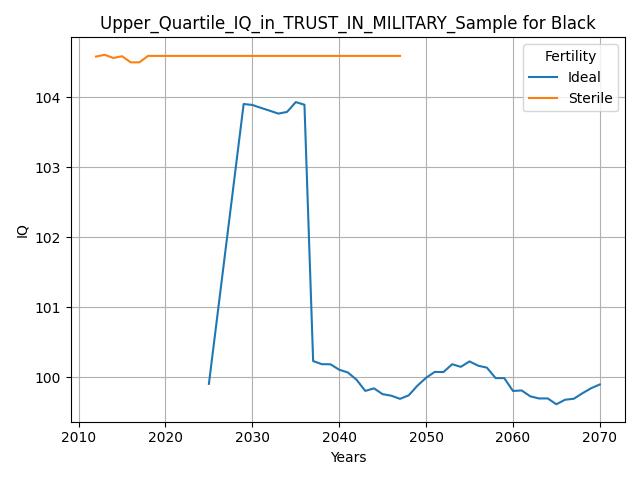 Upper_Quartile_IQ_in_TRUST_IN_MILITARY_Sample for Black
Fertility
Ideal
Sterile
104
103
102
101
100
IQ
2010 2020 2030 2040 2050 2060 2070
Years